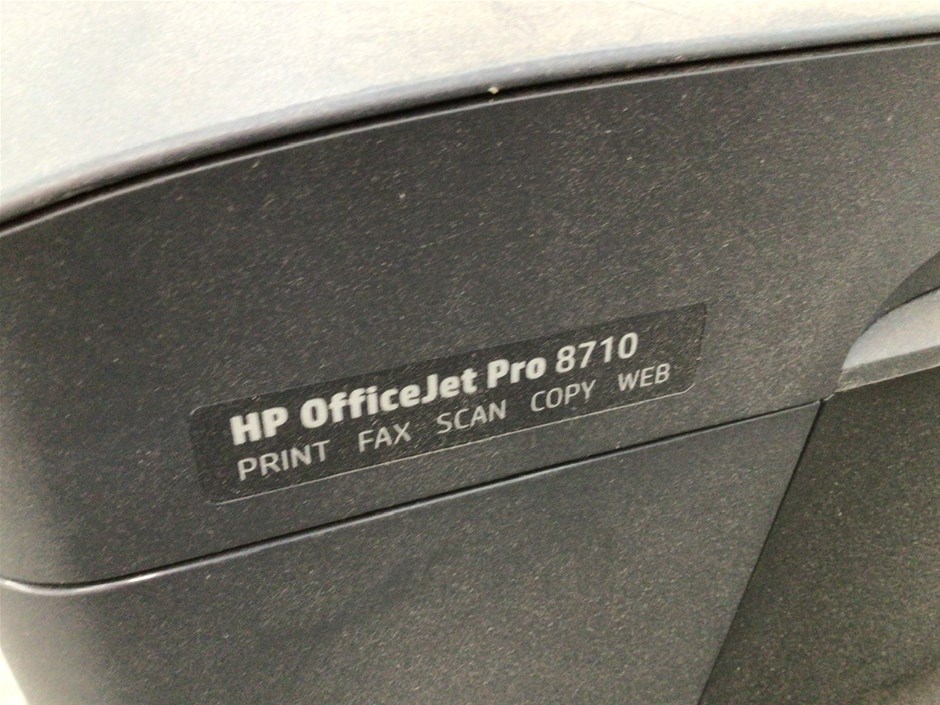 HP OfficeJet Pro 8710
PRINT FAX SCAN COPY WEB